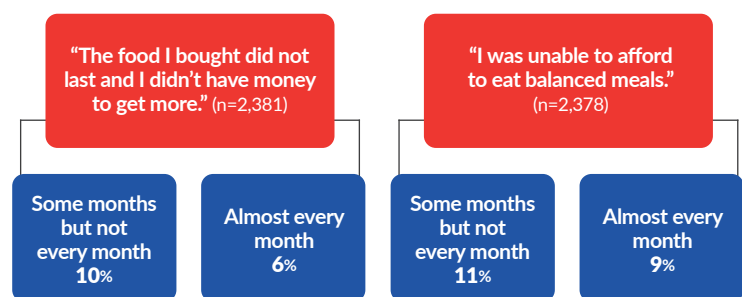 “The food I bought did not
last and I didn’t have money
to get more.” (n=2,381)
“I was unable to afford
to eat balanced meals.”
(n=2,378)
Some months
but not
every month
10%
Almost every
month
6%
Some months
but not
every month
11%
Almost every
month
9%